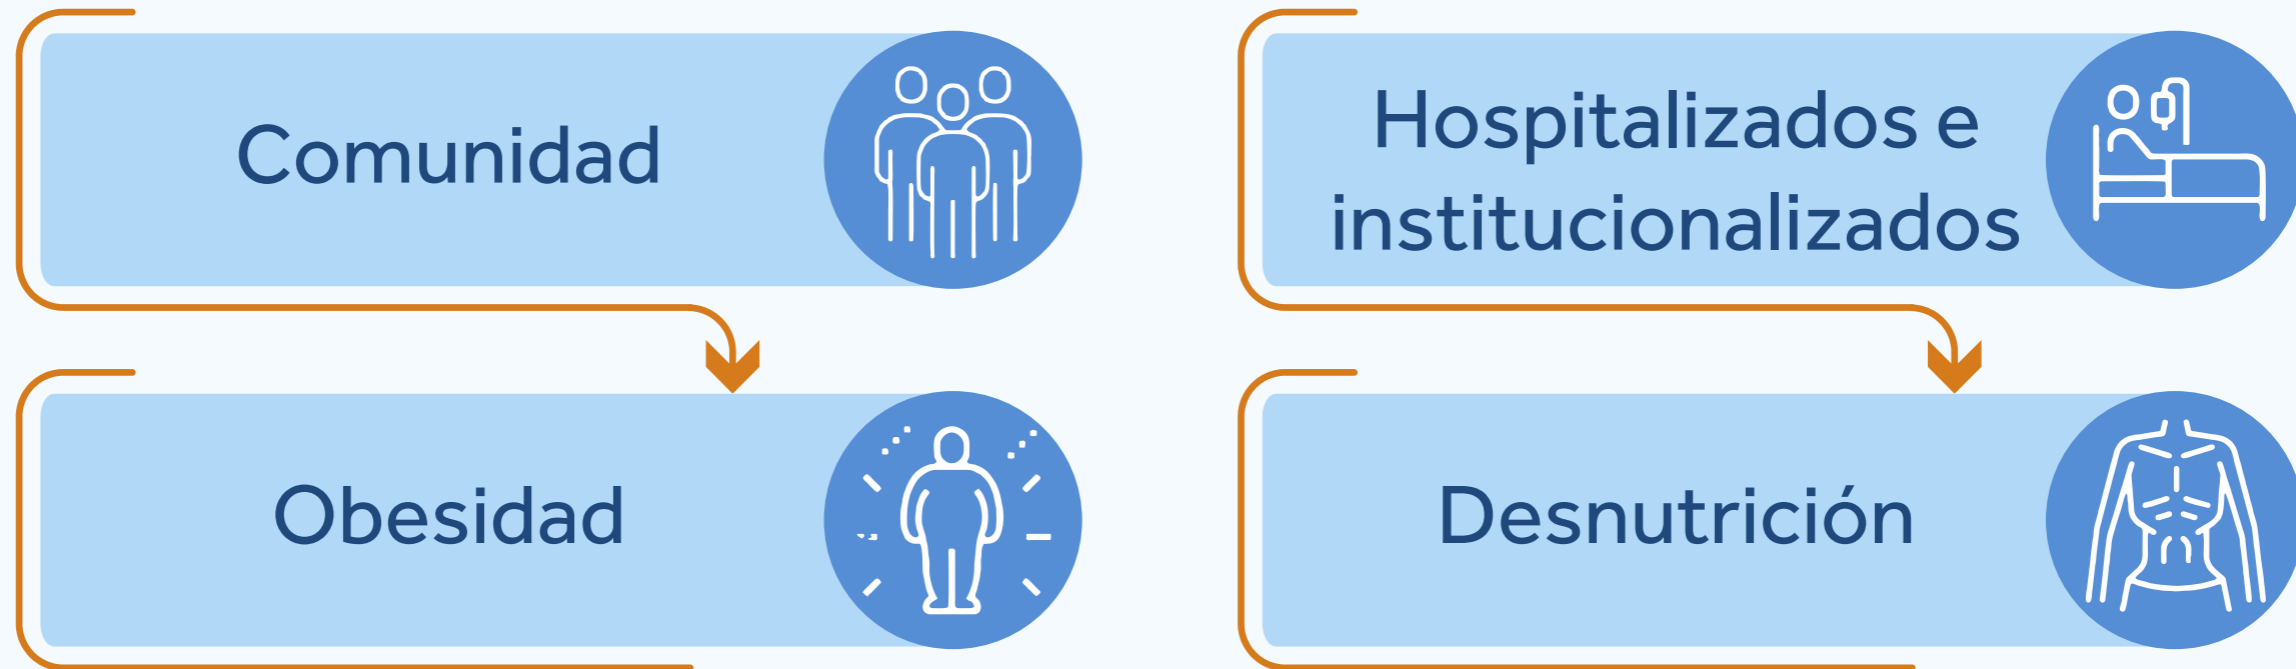 Comunidad
Hospitalizados e
institucionalizados
Obesidad
Desnutrición